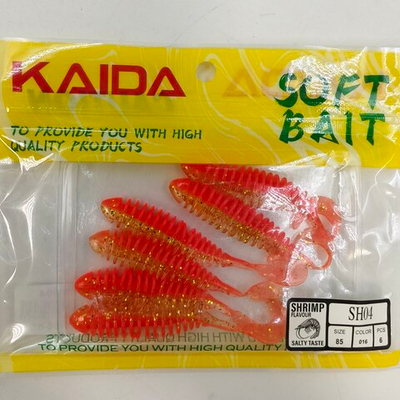 KAIDA
SOFT
BAIT
TO PROVIDE YOU WITH HIGH
QUALITY PRODUCTS
SHRIMP
FLAVOUR
SALTY TASTE
SH04
SIZE
COLOR
PCS
85
016
6
TO PROVIDE YOU WITH HIGH QUALITY